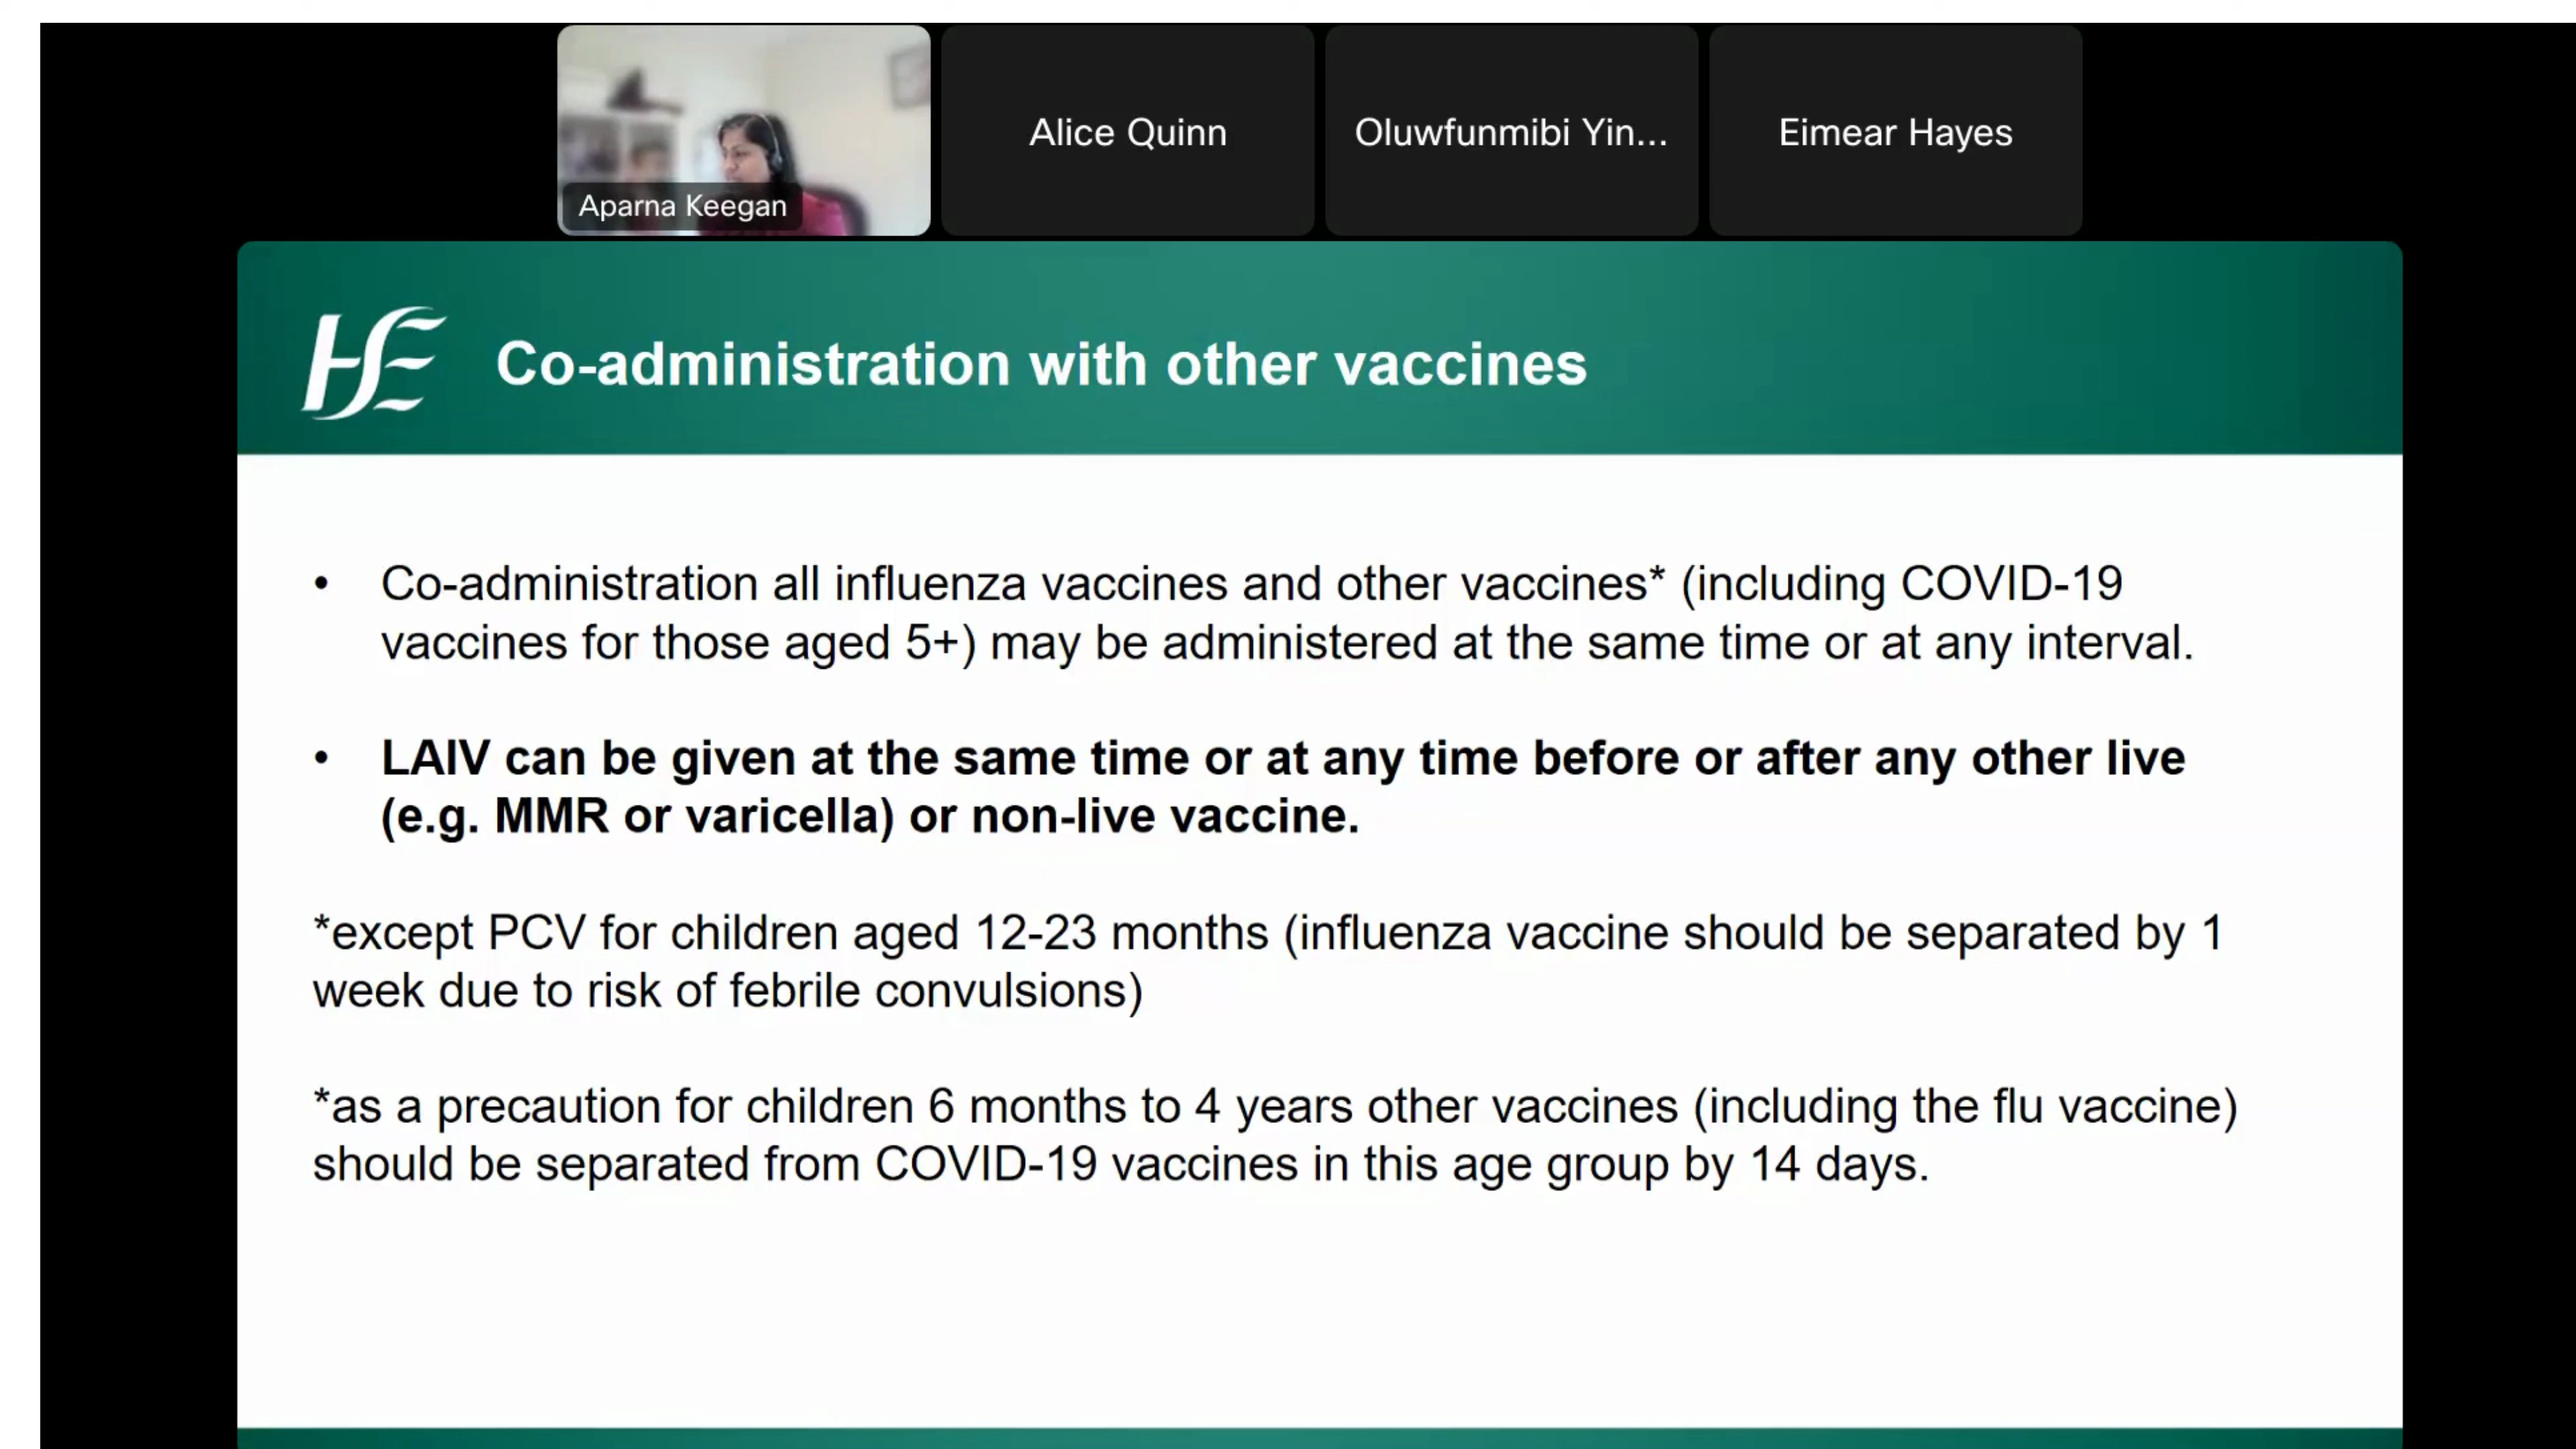 Aparna Keegan
Alice Quinn
Oluwfunmibi Yin...
Eimear Hayes
HSE
Co-administration with other vaccines
• Co-administration all influenza vaccines and other vaccines* (including COVID-19
vaccines for those aged 5+) may be administered at the same time or at any interval.
• LAIV can be given at the same time or at any time before or after any other live
(e.g. MMR or varicella) or non-live vaccine.
*except PCV for children aged 12-23 months (influenza vaccine should be separated by 1
week due to risk of febrile convulsions)
*as a precaution for children 6 months to 4 years other vaccines (including the flu vaccine)
should be separated from COVID-19 vaccines in this age group by 14 days.